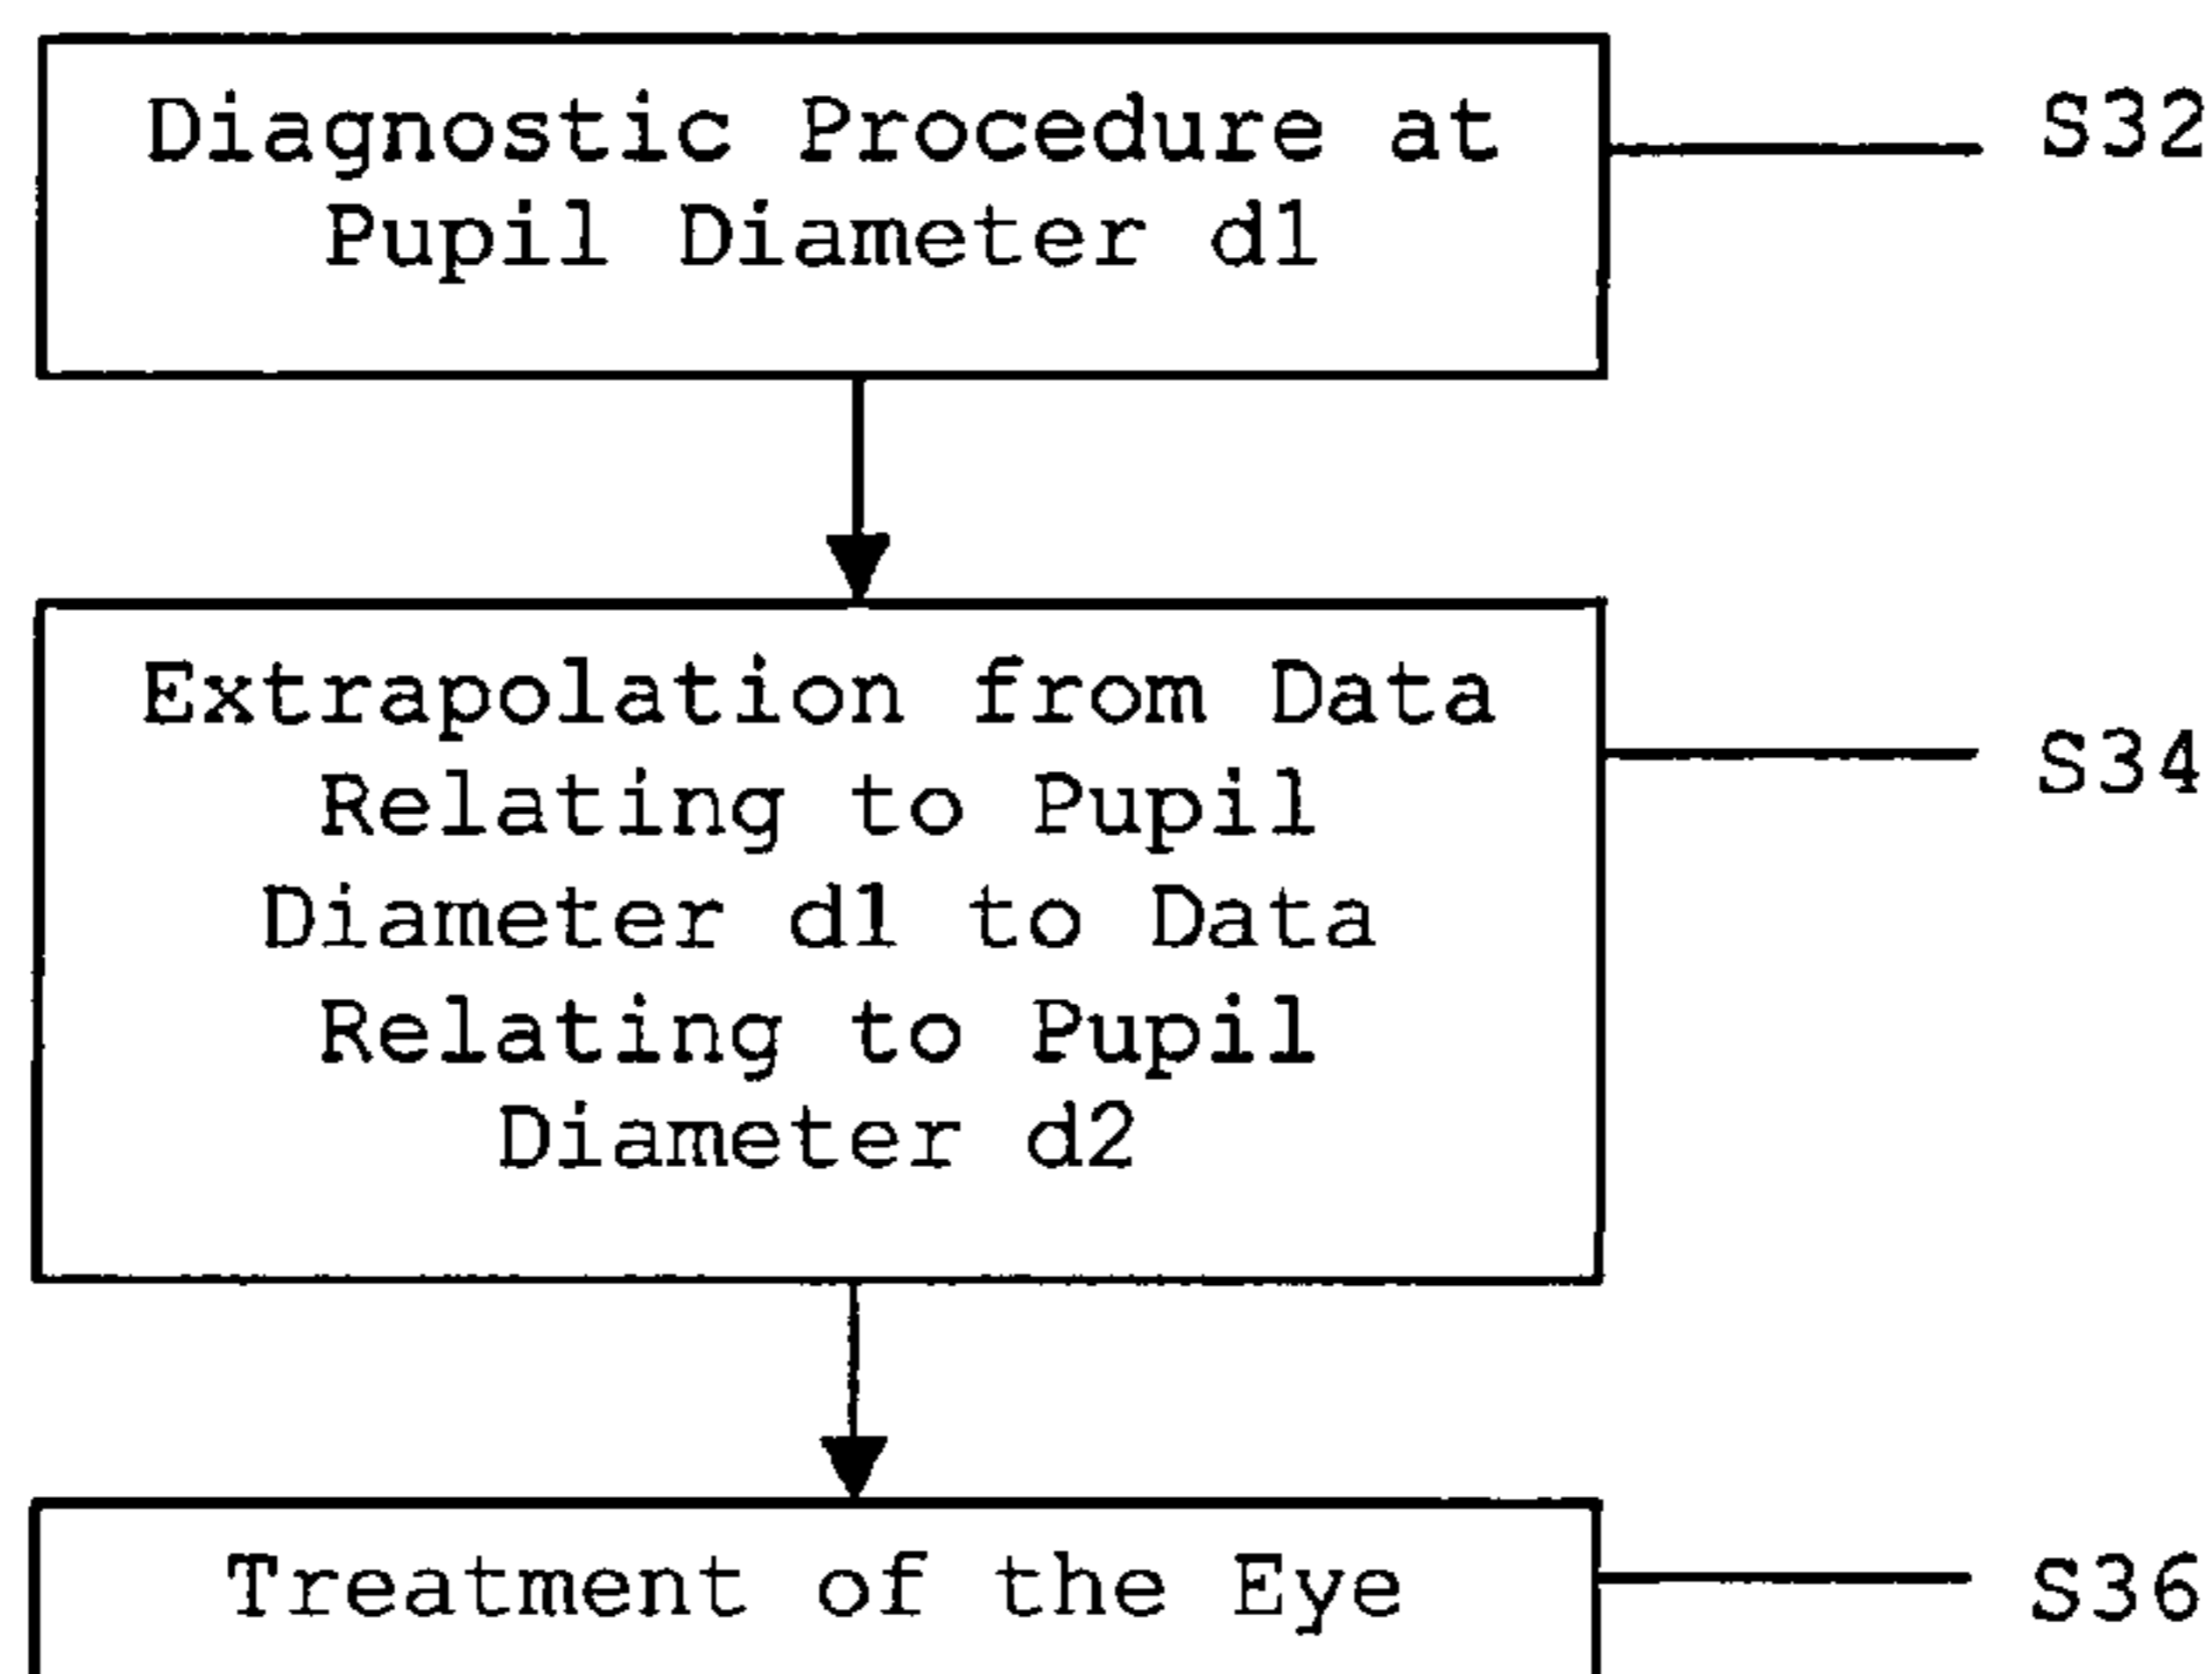 Diagnostic Procedure at
Pupil Diameter d1
S32
Extrapolation from Data
Relating to Pupil
Diameter d1 to Data
Relating to Pupil
Diameter d2
S34
Treatment of the Eye
S36